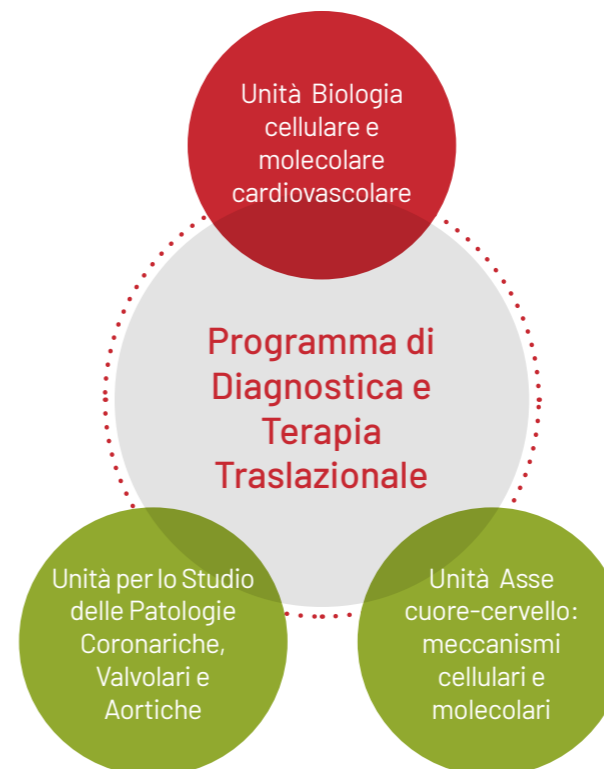 Unità Biologia
cellulare e
molecolare
cardiovascolare
Programma di
Diagnostica e
Terapia
Traslazionale
Unità per lo Studio
delle Patologie
Coronariche,
Valvolari e
Aortiche
Unità Asse
cuore-cervello:
meccanismi
cellulari e
molecolari